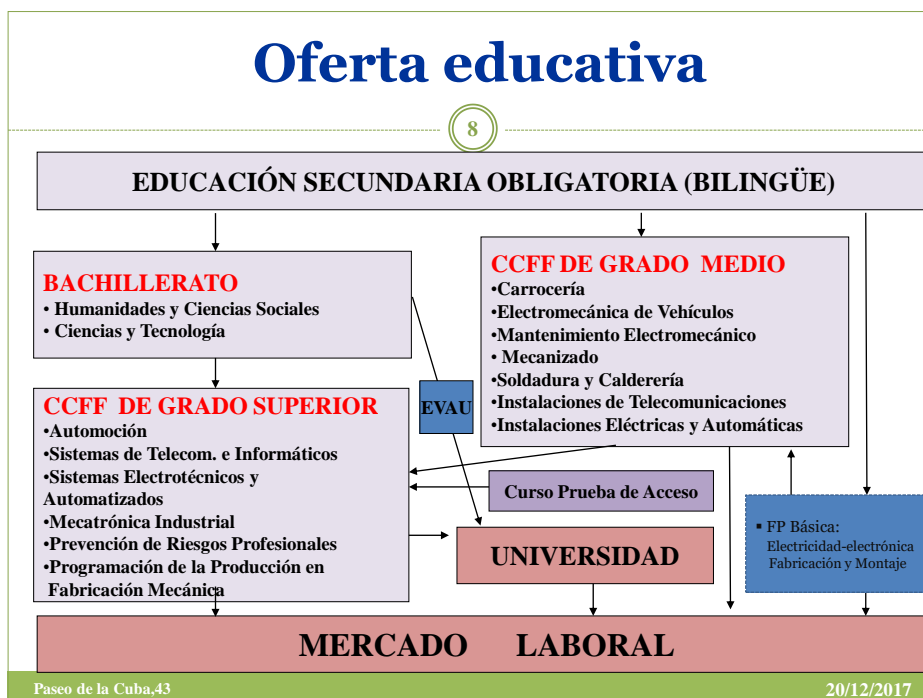 Oferta educativa
8
EDUCACIÓN SECUNDARIA OBLIGATORIA (BILINGÜE)
BACHILLERATO
• Humanidades y Ciencias Sociales
• Ciencias y Tecnología
CCFF DE GRADO MEDIO
•Carrocería
•Electromecánica de Vehículos
•Mantenimiento Electromecánico
• Mecanizado
•Soldadura y Calderería
•Instalaciones de Telecomunicaciones
•Instalaciones Eléctricas y Automáticas
EVAU
CCFF DE GRADO SUPERIOR
•Automoción
•Sistemas de Telecom. e Informáticos
•Sistemas Electrotécnicos y
Automatizados
•Mecatrónica Industrial
•Prevención de Riesgos Profesionales
•Programación de la Producción en
Fabricación Mecánica
Curso Prueba de Acceso
UNIVERSIDAD
▪ FP Básica:
Electricidad-electrónica
Fabricación y Montaje
MERCADO LABORAL
Paseo de la Cuba,43
20/12/2017